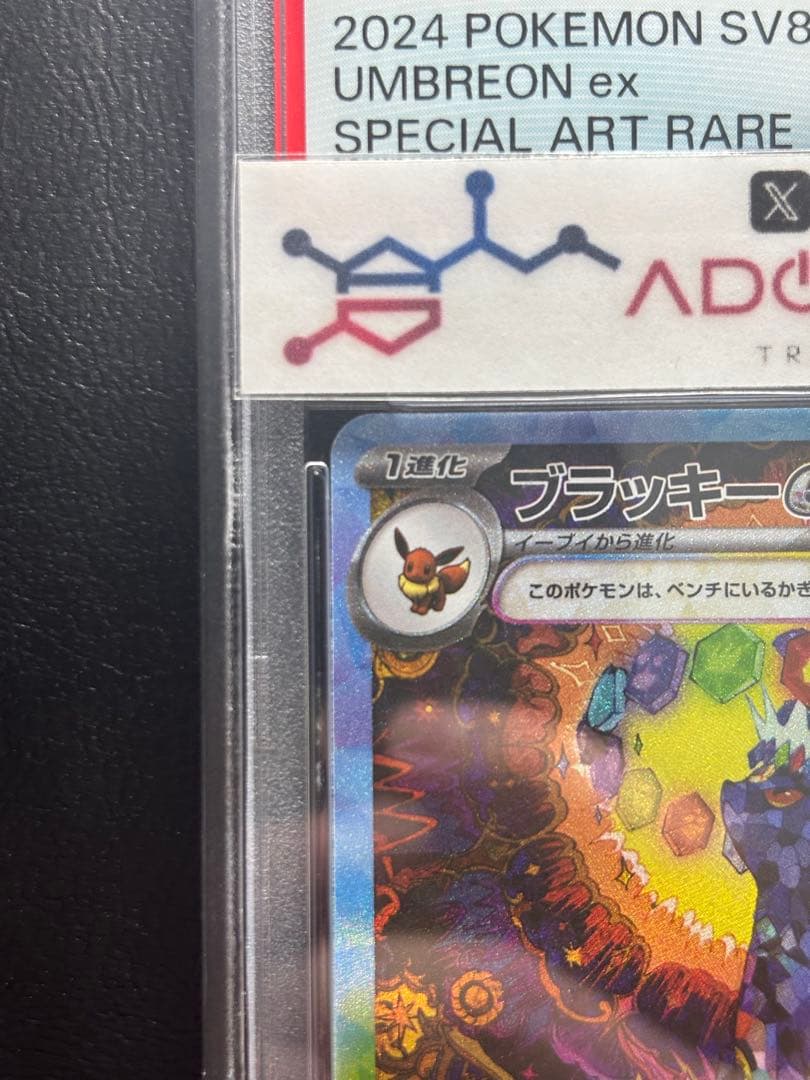 2024 POKEMON SV8
UMBREON ex
SPECIAL ART RARE
𝕏
TR
1進化
ブラッキー
イーブイから進化
このポケモンは、ベンチにいるかぎ